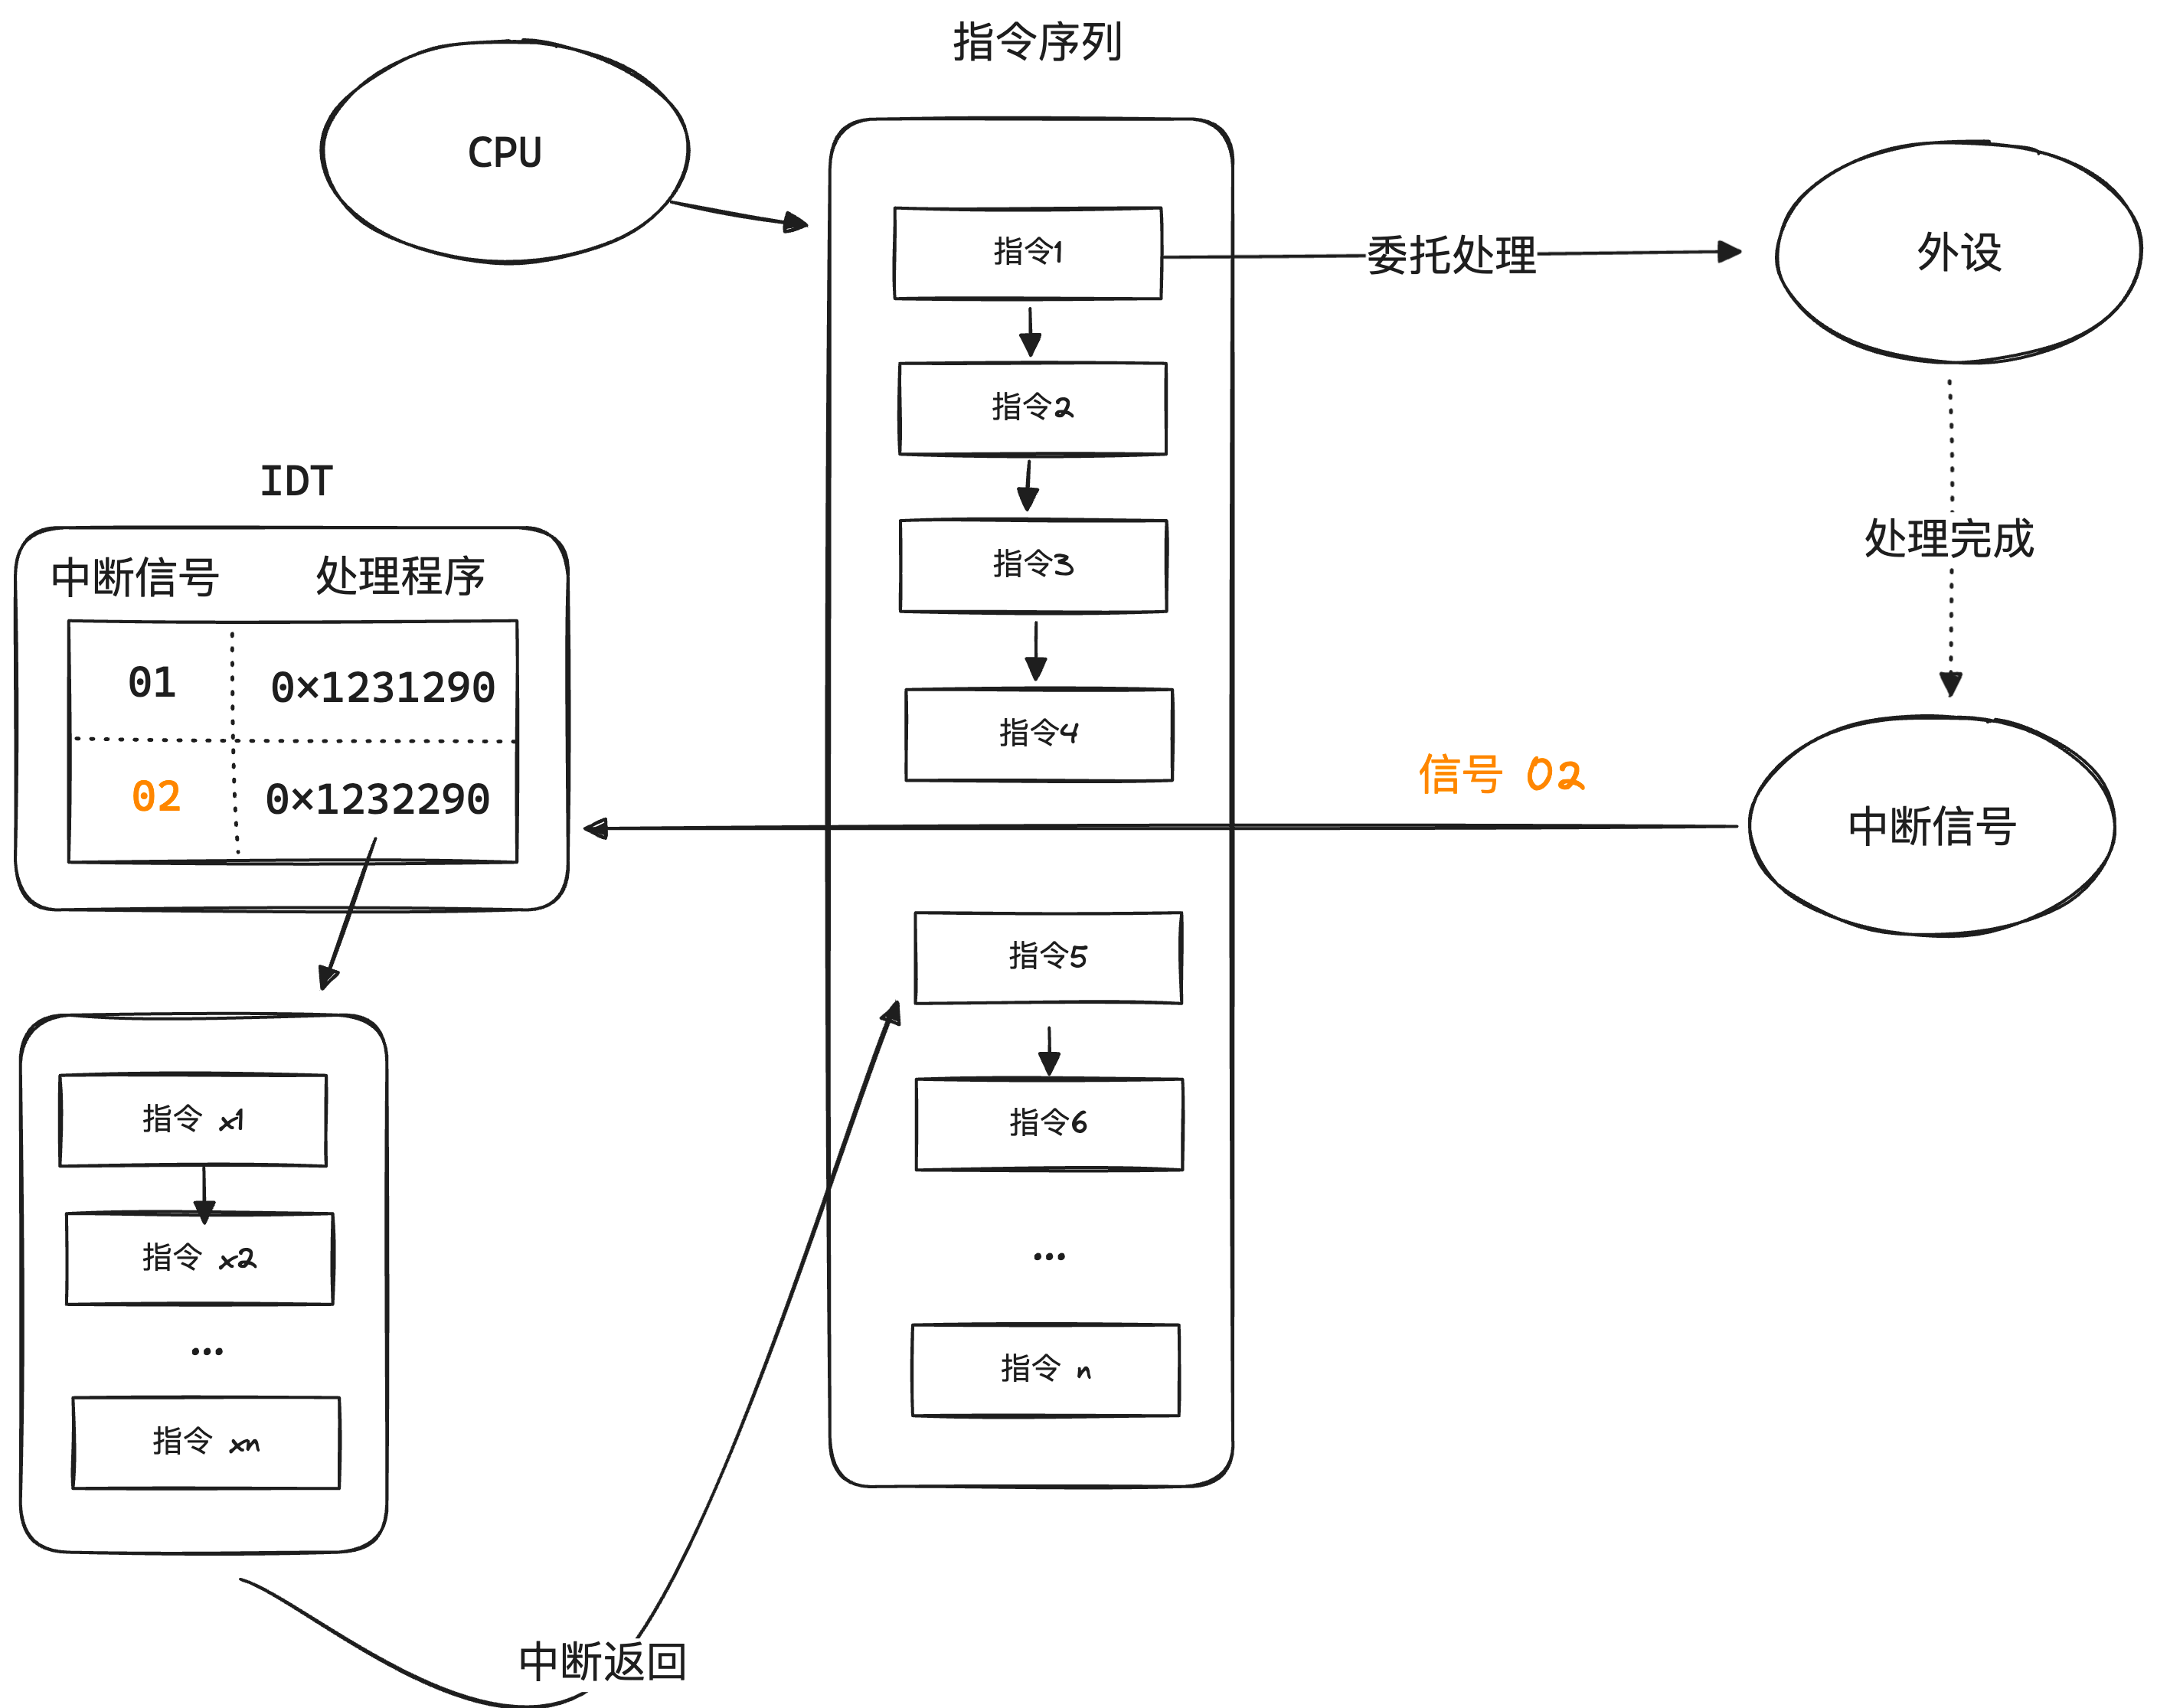 指令序列
CPU
指令1
委托处理
外设
指令2
IDT
指令3
处理完成
中断信号 处理程序
01 0×1231290
指令4
02 0×1232290
信号 02
中断信号
指令5
指令 x1
指令6
指令 x2
...
...
指令 n
指令 xn
中断返回